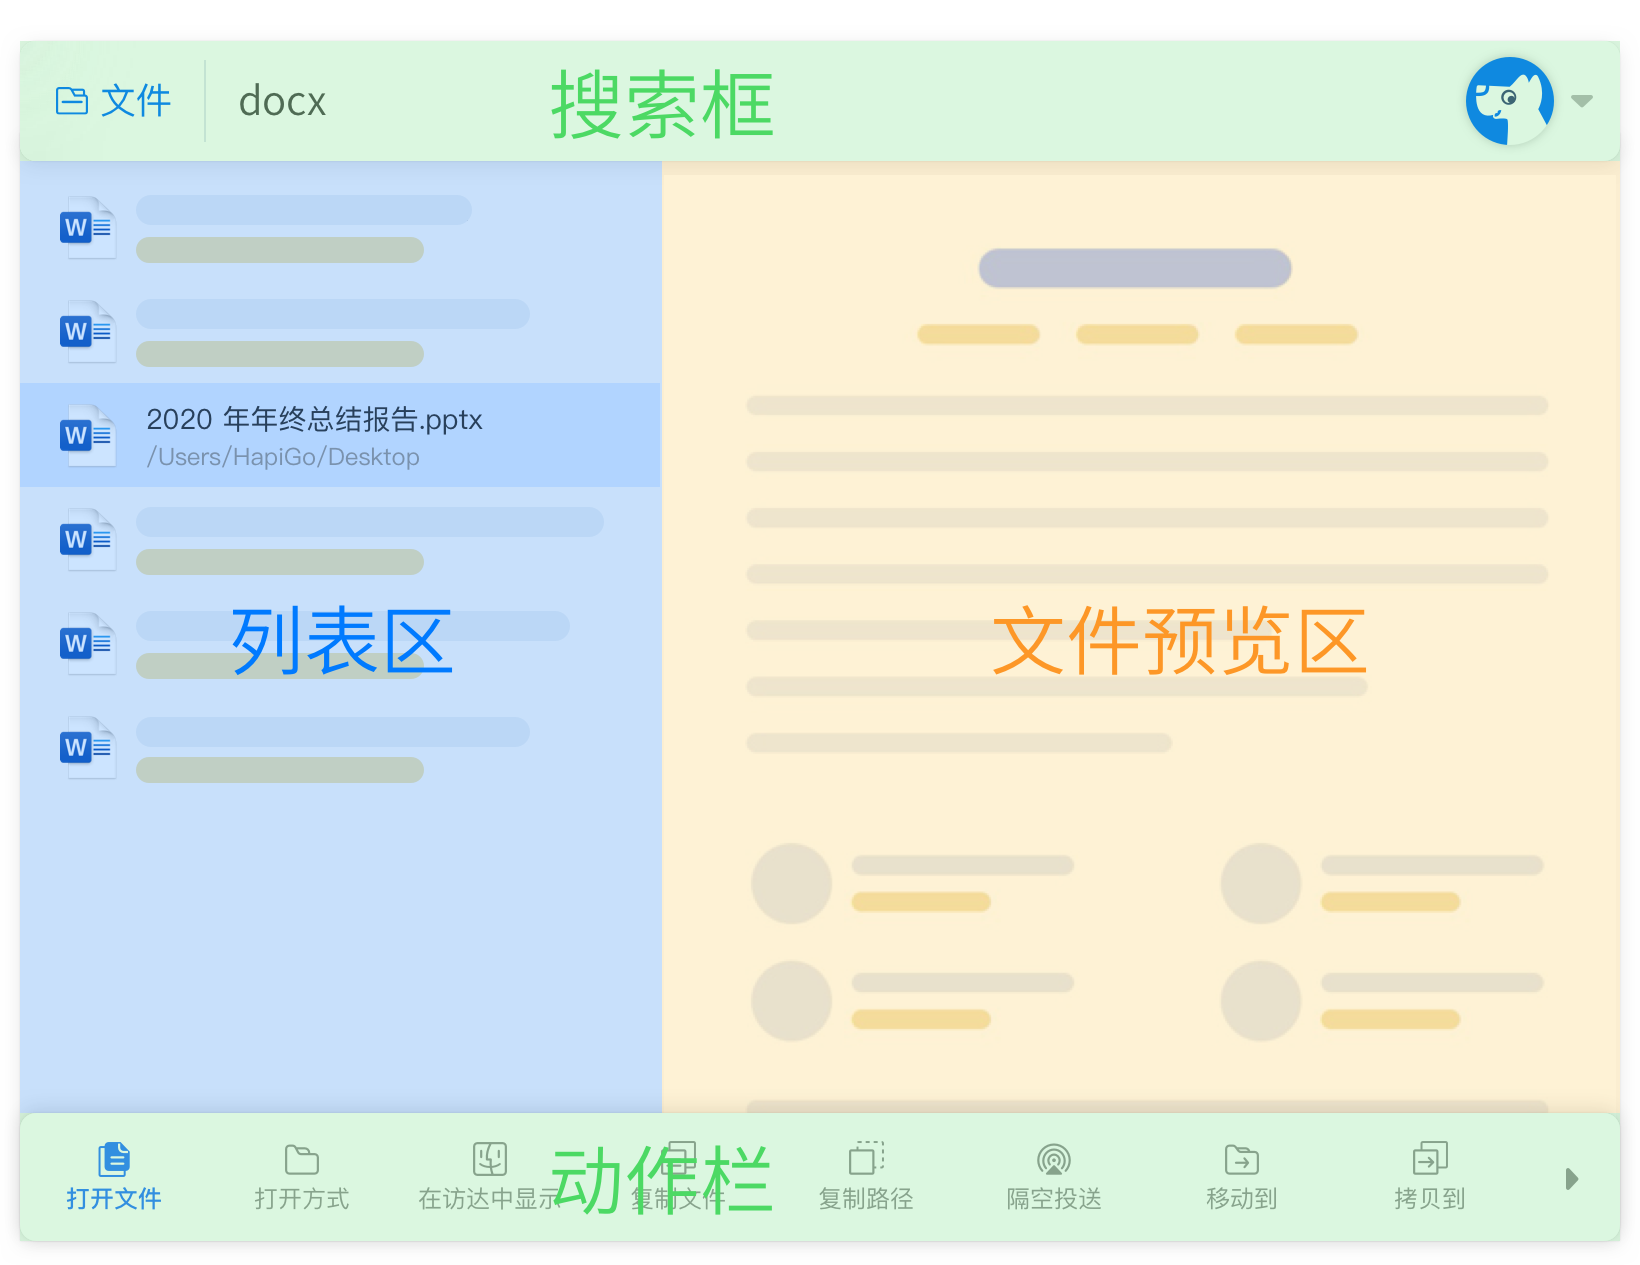 文件
docx
搜索框
W
W
W
2020 年年终总结报告.pptx
/Users/HapiGo/Desktop
W
W
W
列表区
文件预览区
动作栏
打开文件
打开方式
在访达中显示
复制文件
复制路径
隔空投送
移动到
拷贝到